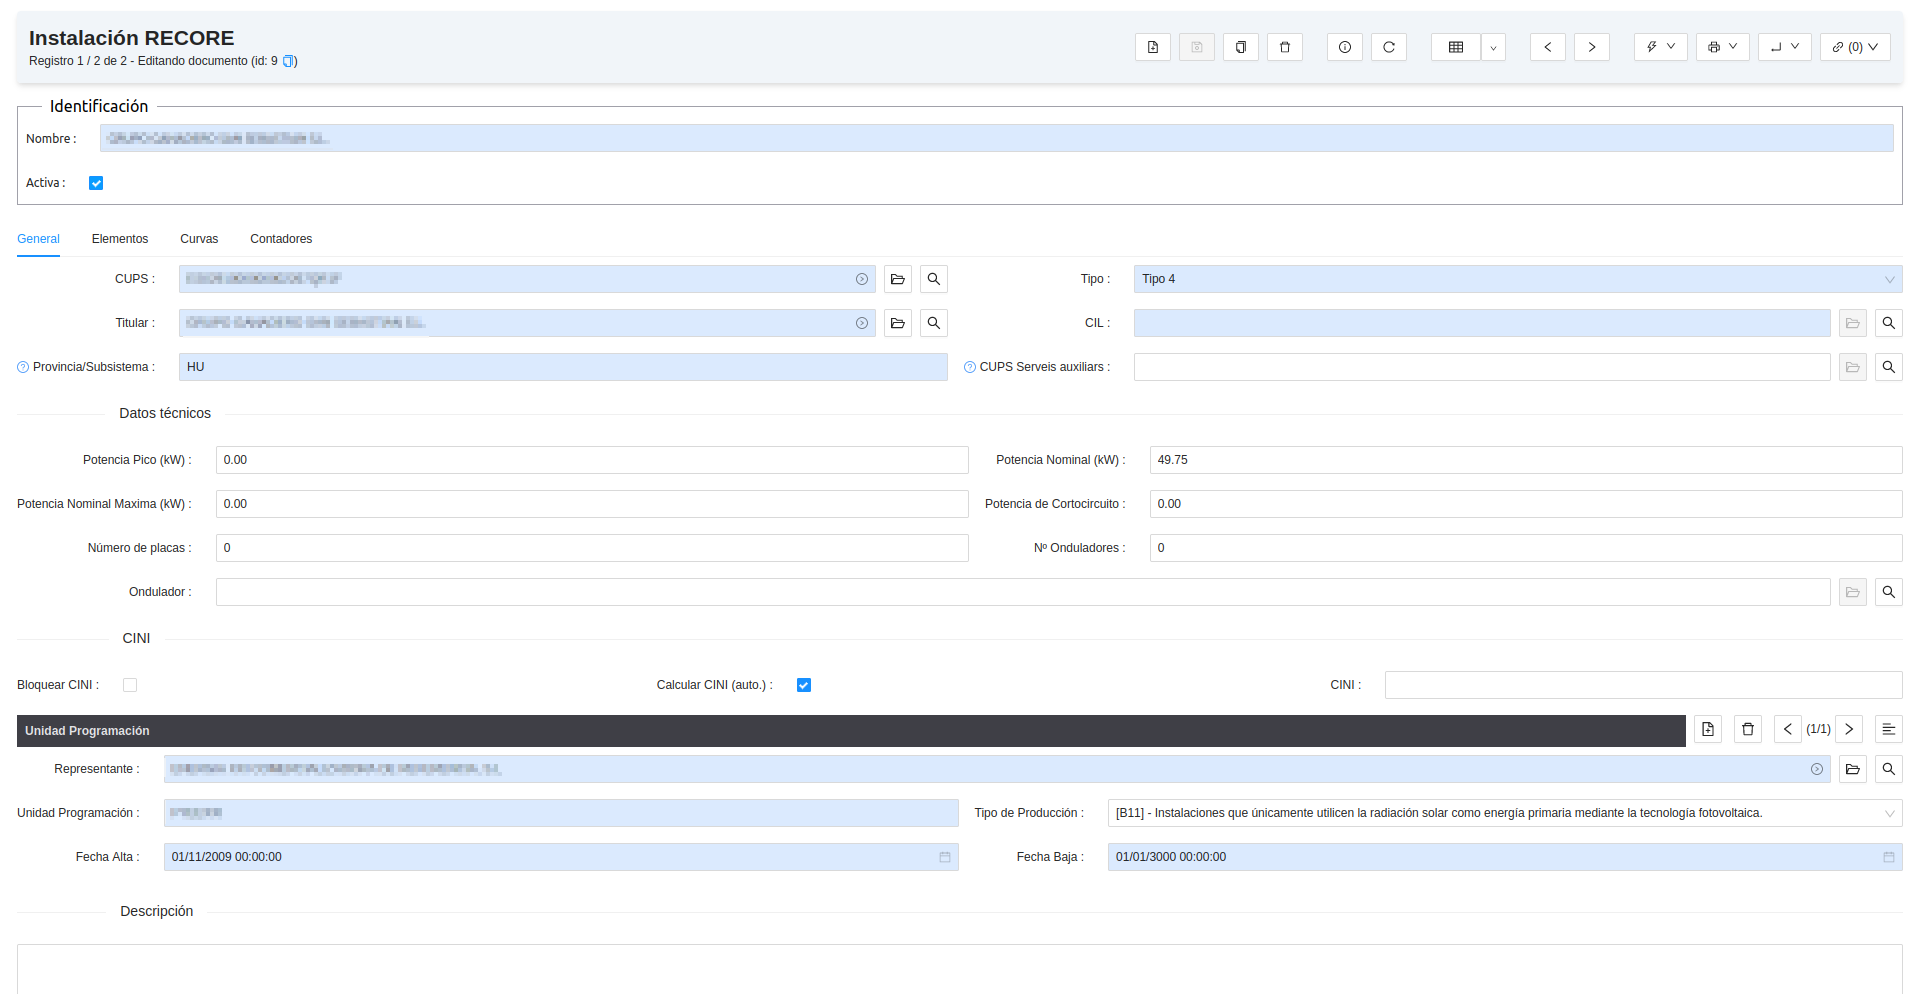 Instalación RECORE
Registro 1 / 2 de 2 - Editando documento (id: 9 )
(0)
Identificación
Nombre :
Activa :
General Elementos Curvas Contadores
CUPS :
Tipo : Tipo 4
Titular :
CIL :
Provincia/Subsistema : HU
CUPS Serveis auxiliars :
Datos técnicos
Potencia Pico (kW) : 0.00
Potencia Nominal (kW) : 49.75
Potencia Nominal Maxima (kW) : 0.00
Potencia de Cortocircuito : 0.00
Número de placas : 0
Nº Onduladores : 0
Ondulador :
CINI
Bloquear CINI :
Calcular CINI (auto.) :
CINI :
Unidad Programación
(1/1)
Representante :
Unidad Programación :
Tipo de Producción : [B11] - Instalaciones que únicamente utilicen la radiación solar como energía primaria mediante la tecnología fotovoltaica.
Fecha Alta : 01/11/2009 00:00:00
Fecha Baja : 01/01/3000 00:00:00
Descripción